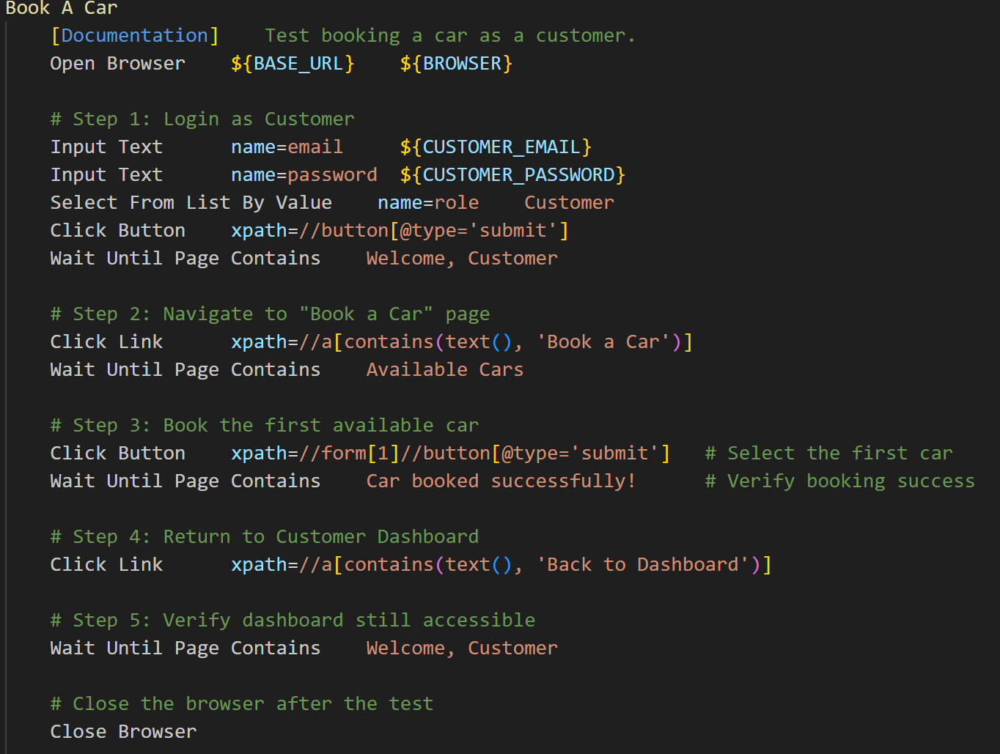 Book A Car
    [Documentation]    Test booking a car as a customer.
    Open Browser    ${BASE_URL}    ${BROWSER}

    # Step 1: Login as Customer
    Input Text      name=email     ${CUSTOMER_EMAIL}
    Input Text      name=password  ${CUSTOMER_PASSWORD}
    Select From List By Value    name=role    Customer
    Click Button    xpath=//button[@type='submit']
    Wait Until Page Contains    Welcome, Customer

    # Step 2: Navigate to "Book a Car" page
    Click Link      xpath=//a[contains(text(), 'Book a Car')]
    Wait Until Page Contains    Available Cars

    # Step 3: Book the first available car
    Click Button    xpath=//form[1]//button[@type='submit']   # Select the first car
    Wait Until Page Contains    Car booked successfully!      # Verify booking success

    # Step 4: Return to Customer Dashboard
    Click Link      xpath=//a[contains(text(), 'Back to Dashboard')]

    # Step 5: Verify dashboard still accessible
    Wait Until Page Contains    Welcome, Customer

    # Close the browser after the test
    Close Browser